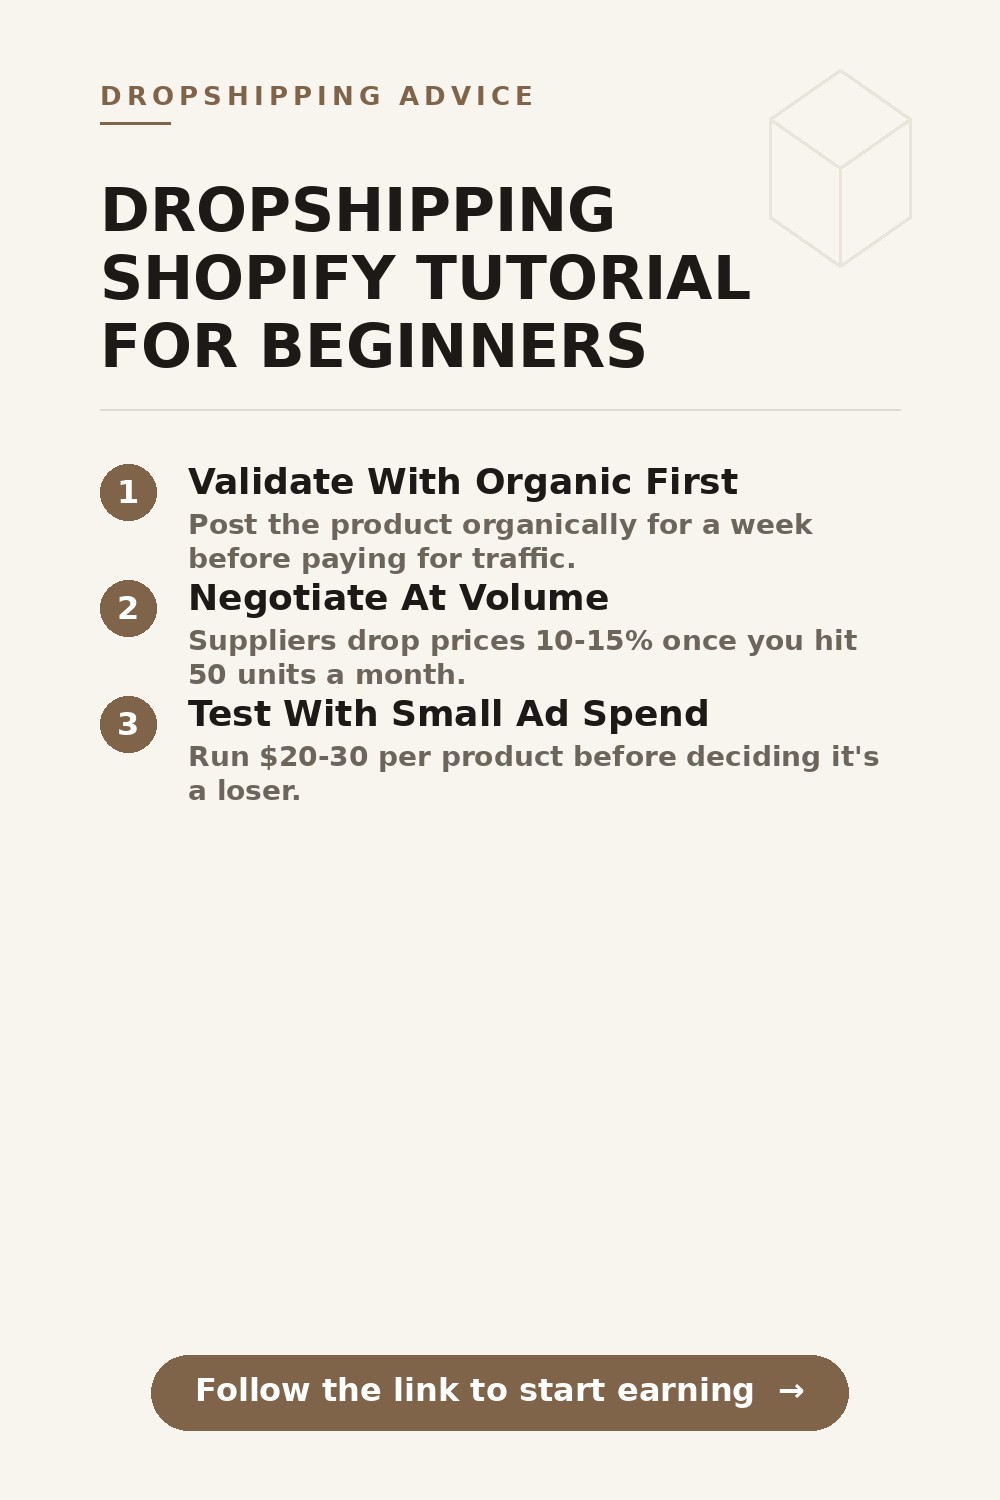 DROPSHIPPING ADVICE
DROPSHIPPING
SHOPIFY TUTORIAL
FOR BEGINNERS
1 Validate With Organic First
Post the product organically for a week
before paying for traffic.
2 Negotiate At Volume
Suppliers drop prices 10-15% once you hit
50 units a month.
3 Test With Small Ad Spend
Run $20-30 per product before deciding it's
a loser.
Follow the link to start earning →